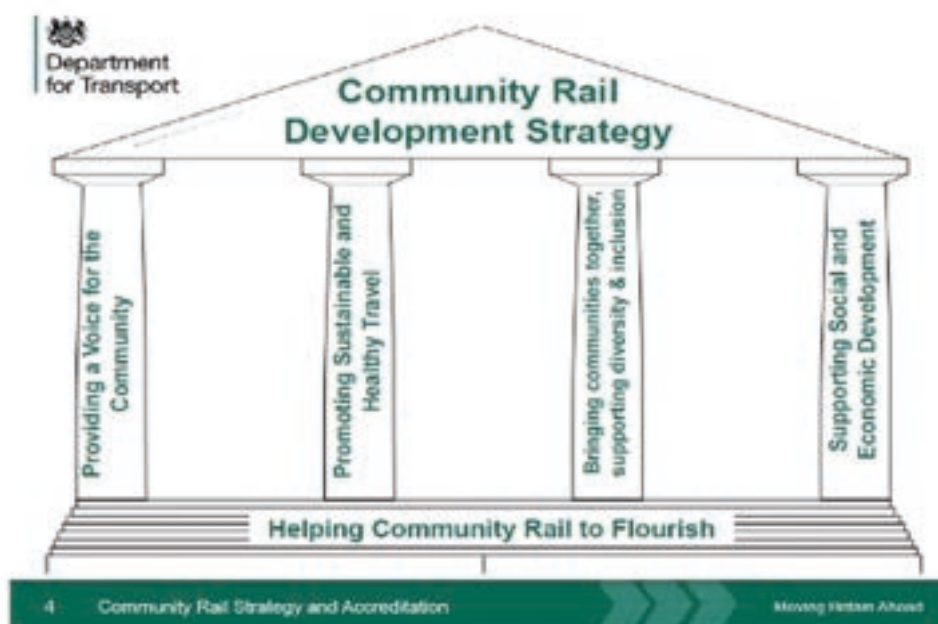 Department
for Transport
Community Rail
Development Strategy
Providing a Voice for the
Community
Promoting Sustainable and
Healthy Travel
Bringing communities together,
supporting diversity & inclusion
Supporting Social and
Economic Development
Helping Community Rail to Flourish
4 Community Rail Strategy and Accreditation
Moving Britain Ahead